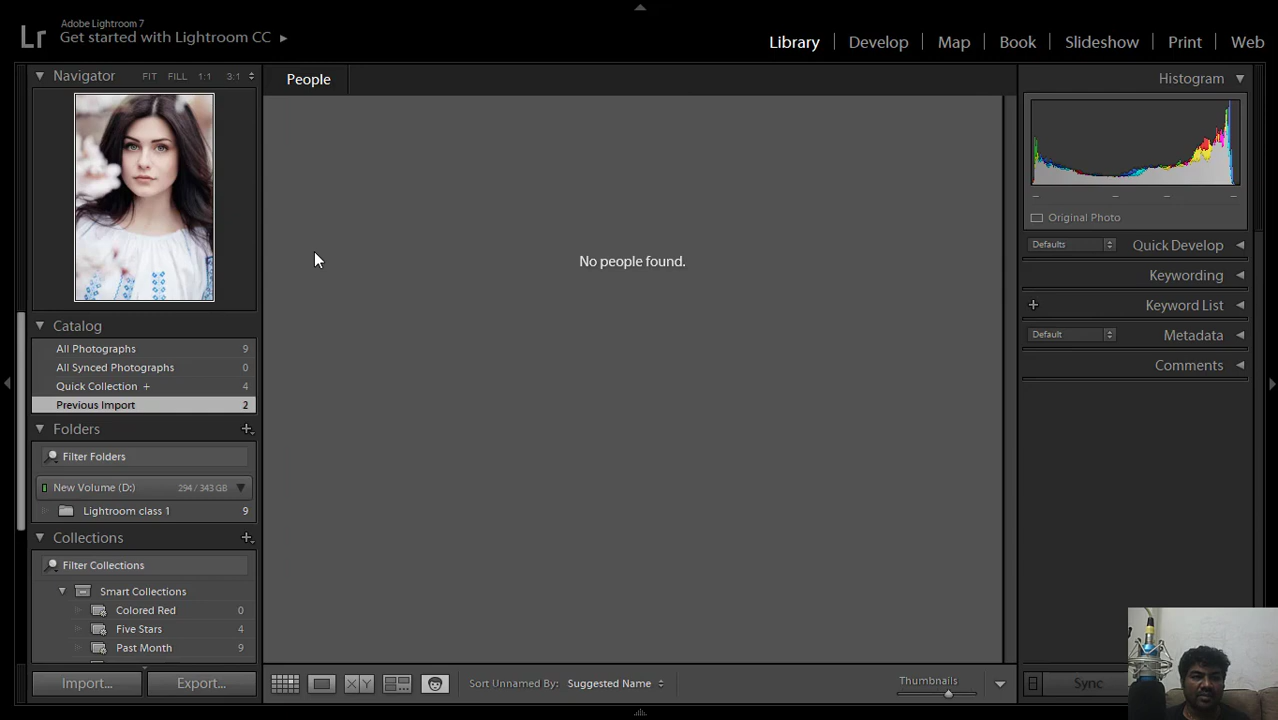 Adobe Lightroom 7
Lr
Get started with Lightroom CC
Library
Develop
Map
Book
Slideshow
Print
Web
Navigator
FIT
FILL
1:1
3:1
People
Histogram
Original Photo
No people found.
Defaults
Quick Develop
Keywording
Keyword List
Default
Metadata
Comments
Catalog
All Photographs 9
All Synced Photographs 0
Quick Collection + 4
Previous Import 2
Folders
Filter Folders
New Volume (D:) 294 / 343 GB
Lightroom class 1 9
Collections
Filter Collections
Smart Collections
Colored Red 0
Five Stars 4
Past Month 9
Import...
Export...
XY
Sort Unnamed By: Suggested Name
Thumbnails
Sync